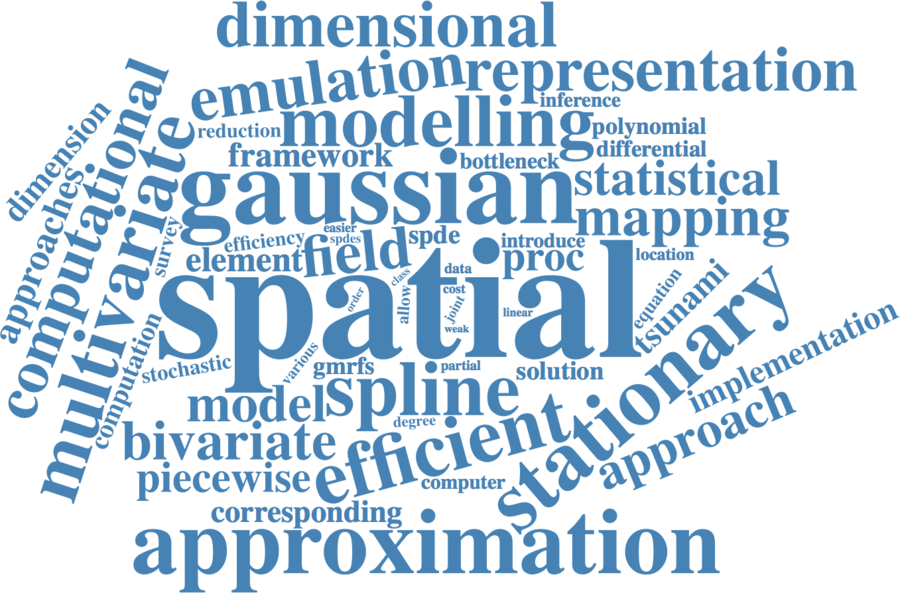 dimensional
emulation
representation
inference
modelling
reduction
polynomial
differential
framework
bottleneck
dimension
computational
multivariate
approaches
survey
gaussian
statistical
mapping
easier
spdes
efficiency
field
spde
introduce
element
proc
location
spatial
data
class
cost
order
allow
joint
weak
linear
equation
tsunami
stationary
implementation
computation
stochastic
various
gmrfs
partial
solution
model
spline
degree
bivariate
efficient
approach
piecewise
computer
corresponding
approximation